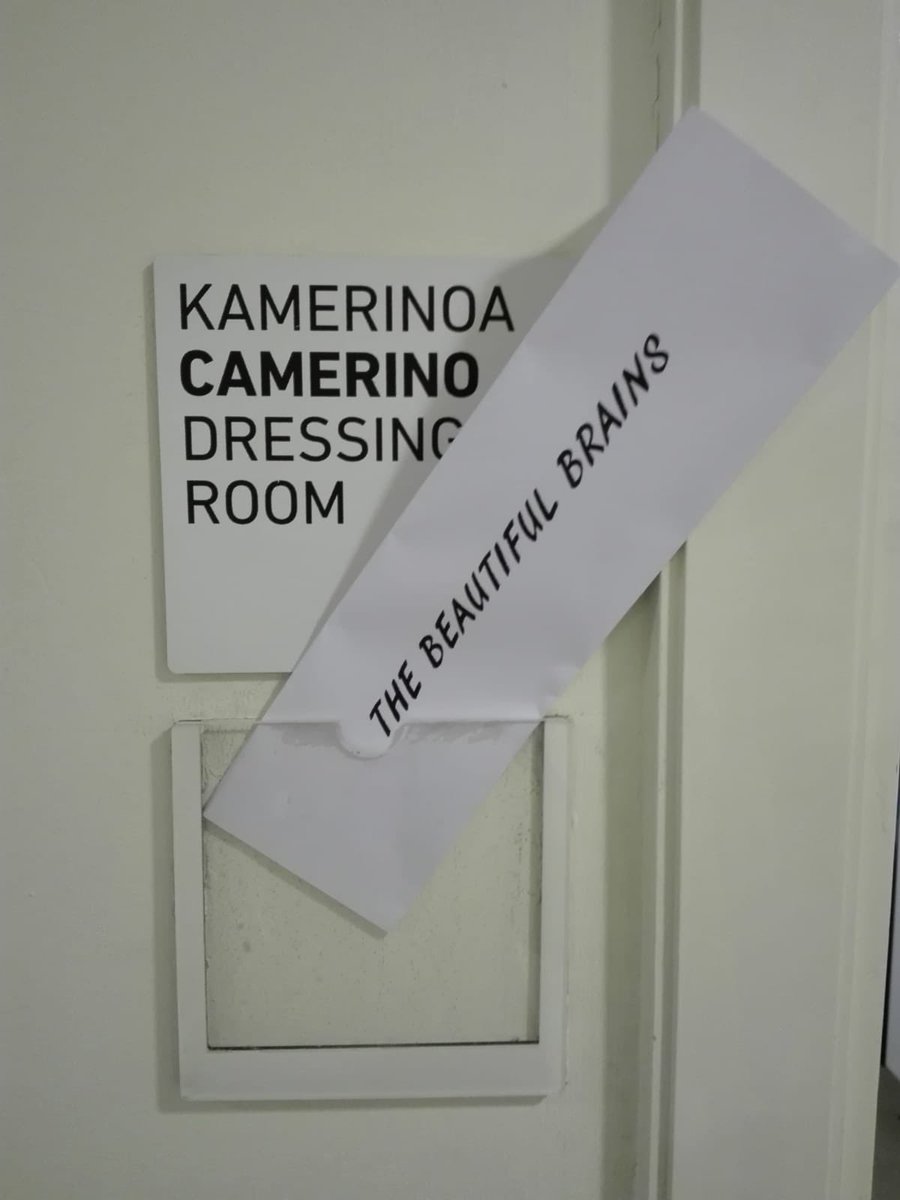 KAMERINOA
CAMERINO
DRESSING
ROOM
THE BEAUTIFUL BRAINS